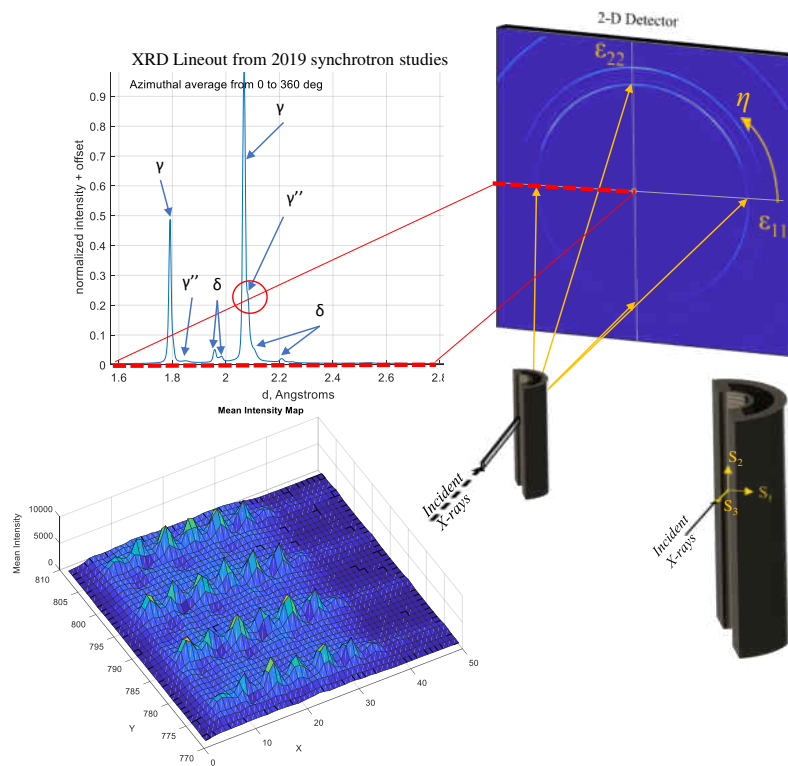 2-D Detector
XRD Lineout from 2019 synchrotron studies
Azimuthal average from 0 to 360 deg
normalized intensity + offset
0.9
0.8
0.7
0.6
0.5
0.4
0.3
0.2
0.1
0
1.6
1.8
2
2.2
2.4
2.6
2.8
d, Angstroms
γ
γ
γ''
γ''
δ
δ
ε22
η
ε11
Mean Intensity Map
Mean Intensity
10000
5000
0
810
805
800
795
790
785
780
775
770
Y
0
10
20
30
40
50
X
Incident
X-rays
S2
S1
S3
Incident
X-rays